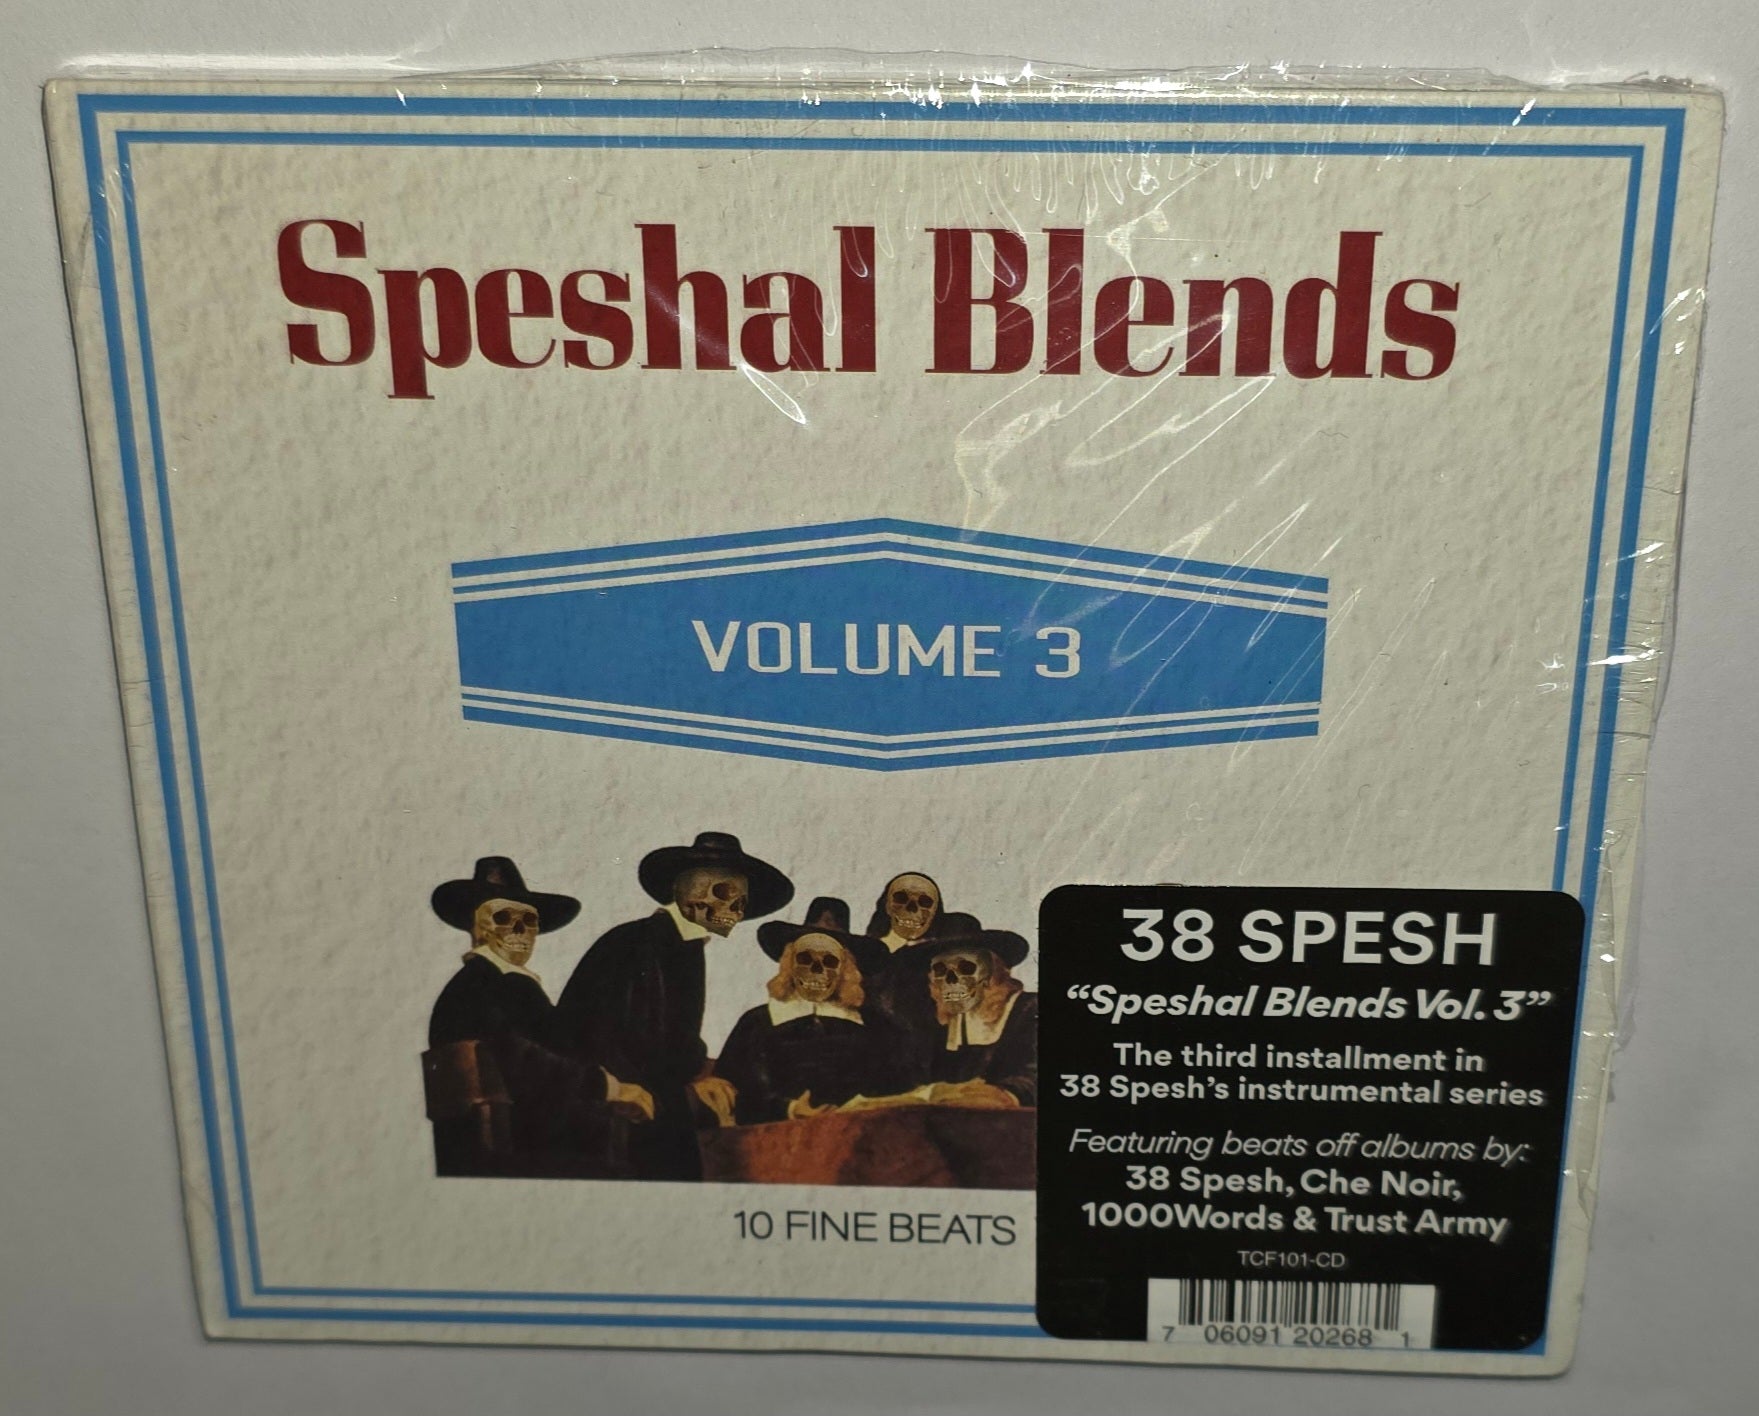 Speshal Blends
VOLUME 3
10 FINE BEATS
38 SPESH
“Speshal Blends Vol. 3”
The third installment in
38 Spesh’s instrumental series
Featuring beats off albums by:
38 Spesh, Che Noir,
1000Words & Trust Army
TCF101-CD
7 06091 20268 1